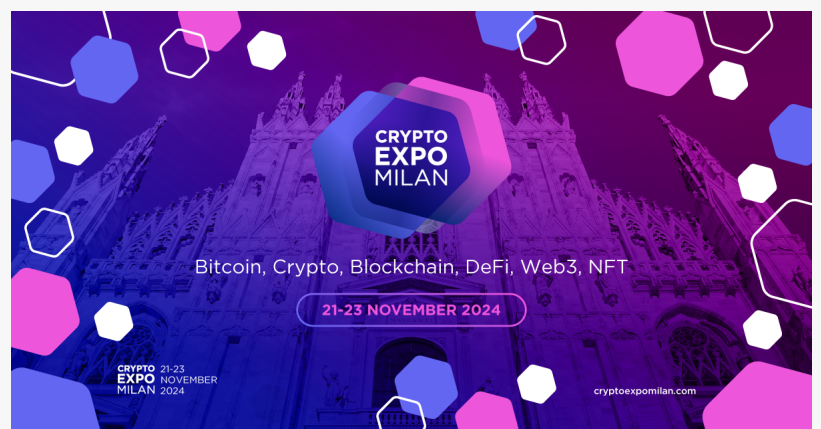 CRYPTO
EXPO
MILAN
Bitcoin, Crypto, Blockchain, DeFi, Web3, NFT
21-23 NOVEMBER 2024
CRYPTO 21-23
EXPO NOVEMBER
MILAN 2024
cryptoexpomilan.com